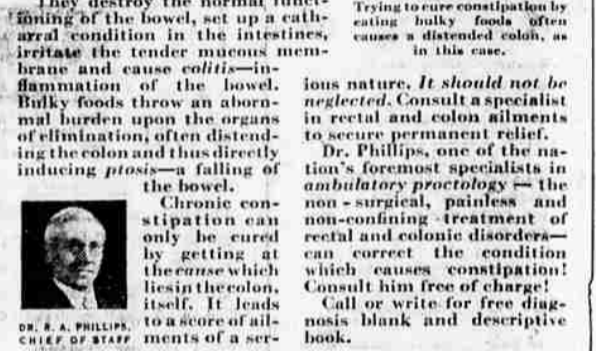 They destroy the normal funct-
ioning of the bowel, set up a cath-
arral condition in the intestines,
irritate the tender mucous mem-
brane and cause colitis—in-
flammation of the bowel.
Bulky foods throw an abnor-
mal burden upon the organs
of elimination, often distend-
ing the colon and thus directly
inducing ptosis—a falling of
the bowel.
Chronic con-
stipation can
only be cured
by getting at
the cause which
lies in the colon,
itself. It leads
to a score of ail-
ments of a ser-
DR. R. A. PHILLIPS,
CHIEF OF STAFF
Trying to cure constipation by
eating bulky foods often
causes a distended colon, as
in this case.
ious nature. It should not be
neglected. Consult a specialist
in rectal and colon ailments
to secure permanent relief.
Dr. Phillips, one of the na-
tion's foremost specialists in
ambulatory proctology — the
non-surgical, painless and
non-confining treatment of
rectal and colonic disorders—
can correct the condition
which causes constipation!
Consult him free of charge!
Call or write for free diag-
nosis blank and descriptive
book.